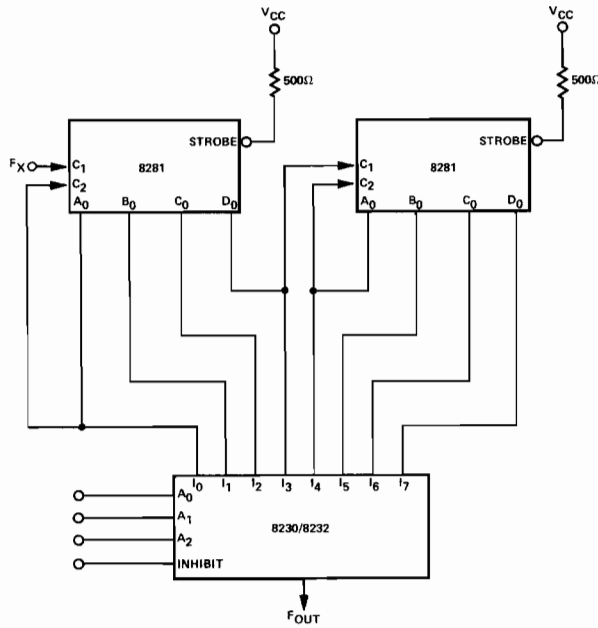 VCC
VCC
500Ω
500Ω
STROBE
STROBE
FX
C1
8281
C1
8281
C2
C2
A0 B0 C0 D0
A0 B0 C0 D0
I0 I1 I2 I3 I4 I5 I6 I7
A0
A1
8230/8232
A2
INHIBIT
FOUT